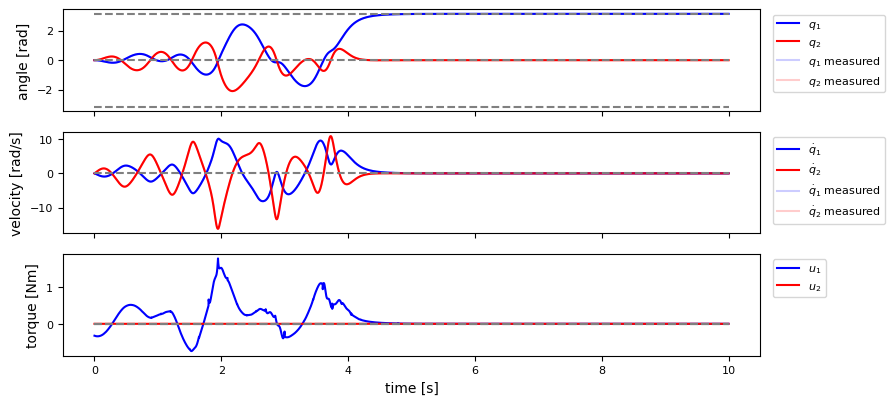 angle [rad]
2
0
−2
q₁
q₂
q₁ measured
q₂ measured
velocity [rad/s]
10
0
−10
q̇₁
q̇₂
q̇₁ measured
q̇₂ measured
torque [Nm]
1
0
u₁
u₂
0 2 4 6 8 10
time [s]